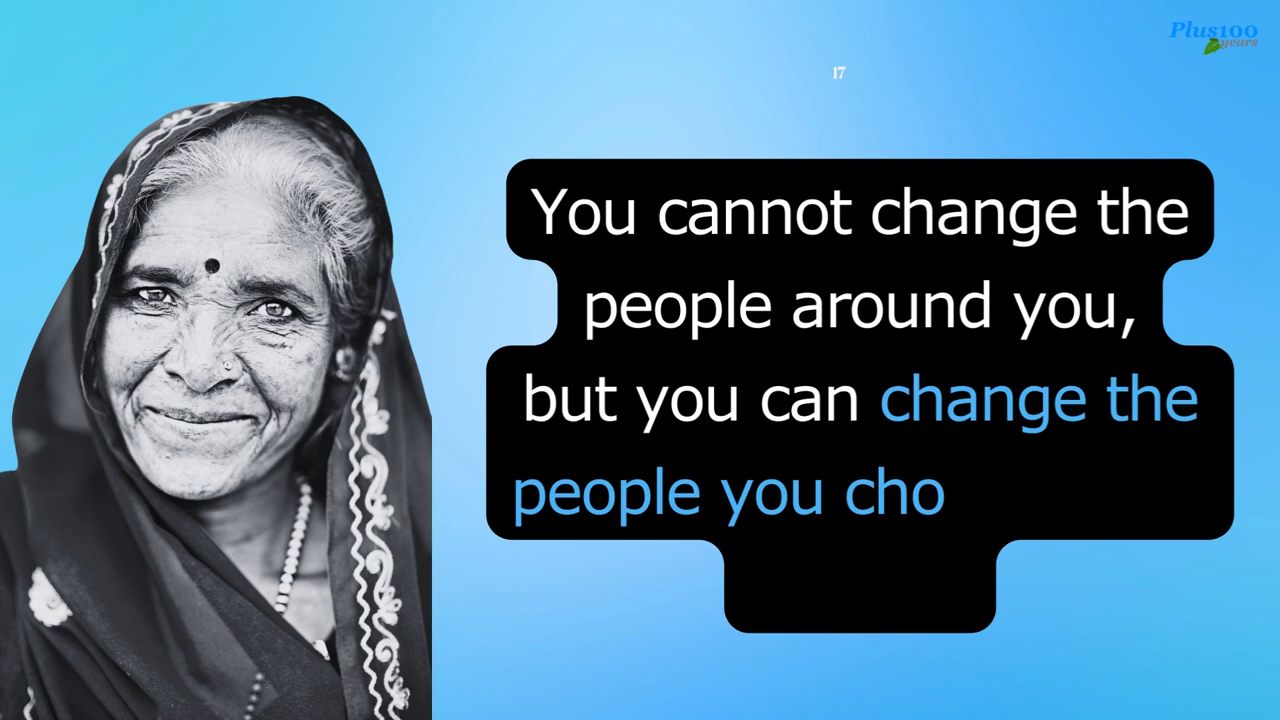 Plus100
years
17
You cannot change the
people around you,
but you can change the
people you cho